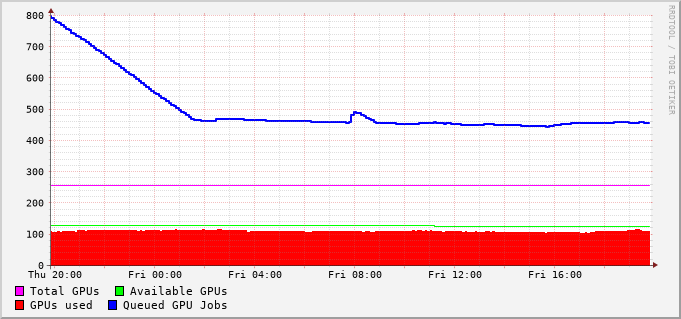 RRDTOOL / TOBI OETIKER
800
700
600
500
400
300
200
100
0
Thu 20:00 Fri 00:00 Fri 04:00 Fri 08:00 Fri 12:00 Fri 16:00
Total GPUs Available GPUs
GPUs used Queued GPU Jobs